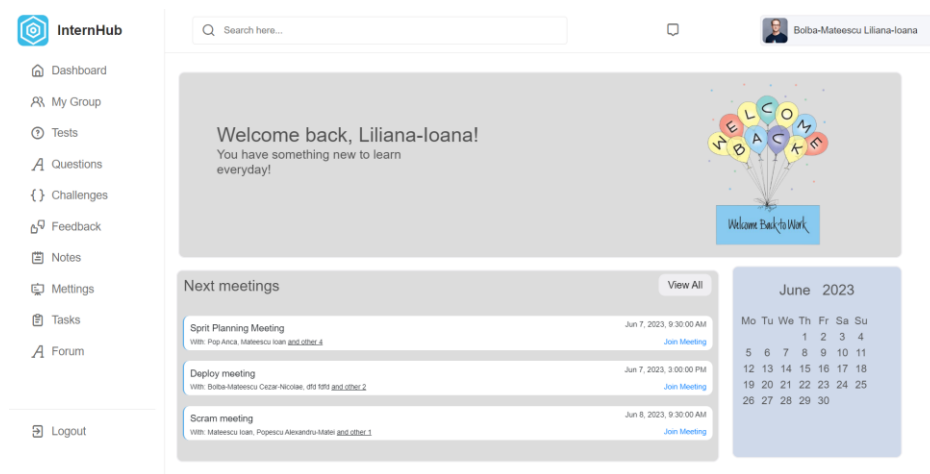 InternHub
Search here...
Bolba-Mateescu Liliana-Ioana
Dashboard
My Group
Tests
Questions
Challenges
Feedback
Notes
Mettings
Tasks
Forum
Logout
Welcome back, Liliana-Ioana!
You have something new to learn
everyday!
WELCOME
BACK
Welcome Back to Work
Next meetings
View All
Sprit Planning Meeting
Jun 7, 2023, 9:30:00 AM
With: Pop Anca, Mateescu Ioan and other 4
Join Meeting
Deploy meeting
Jun 7, 2023, 3:00:00 PM
With: Bolba-Mateescu Cezar-Nicolae, dfd fdfd and other 2
Join Meeting
Scram meeting
Jun 8, 2023, 9:30:00 AM
With: Mateescu Ioan, Popescu Alexandru-Matei and other 1
Join Meeting
June 2023
Mo Tu We Th Fr Sa Su
1 2 3 4
5 6 7 8 9 10 11
12 13 14 15 16 17 18
19 20 21 22 23 24 25
26 27 28 29 30